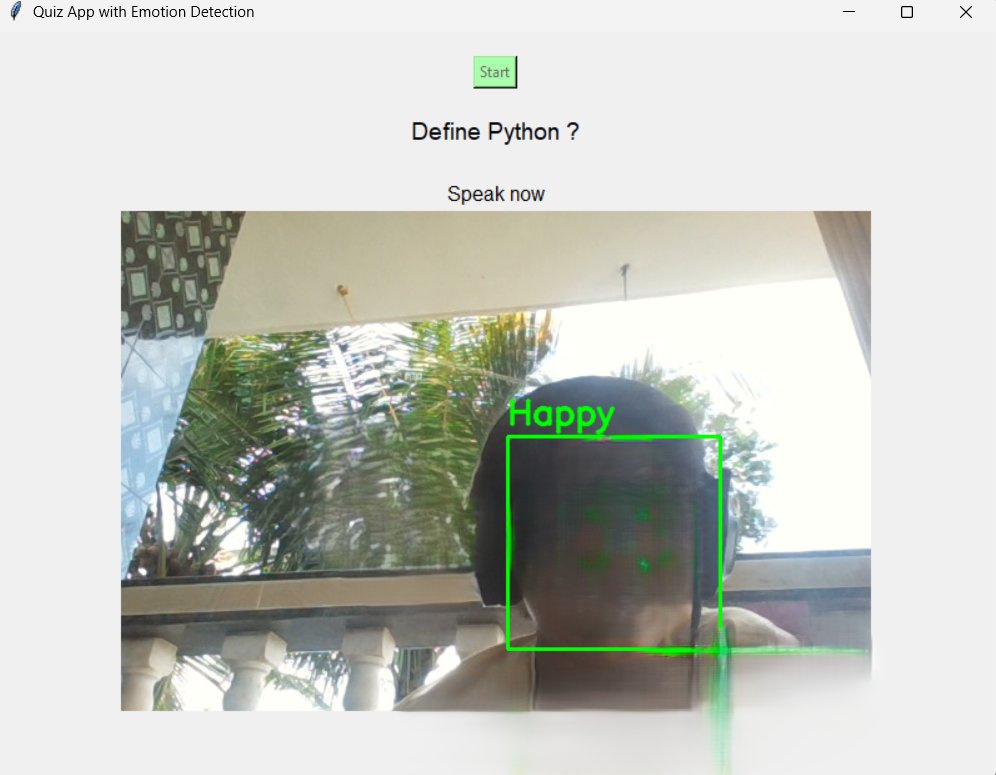 Quiz App with Emotion Detection
Start
Define Python ?
Speak now
Happy